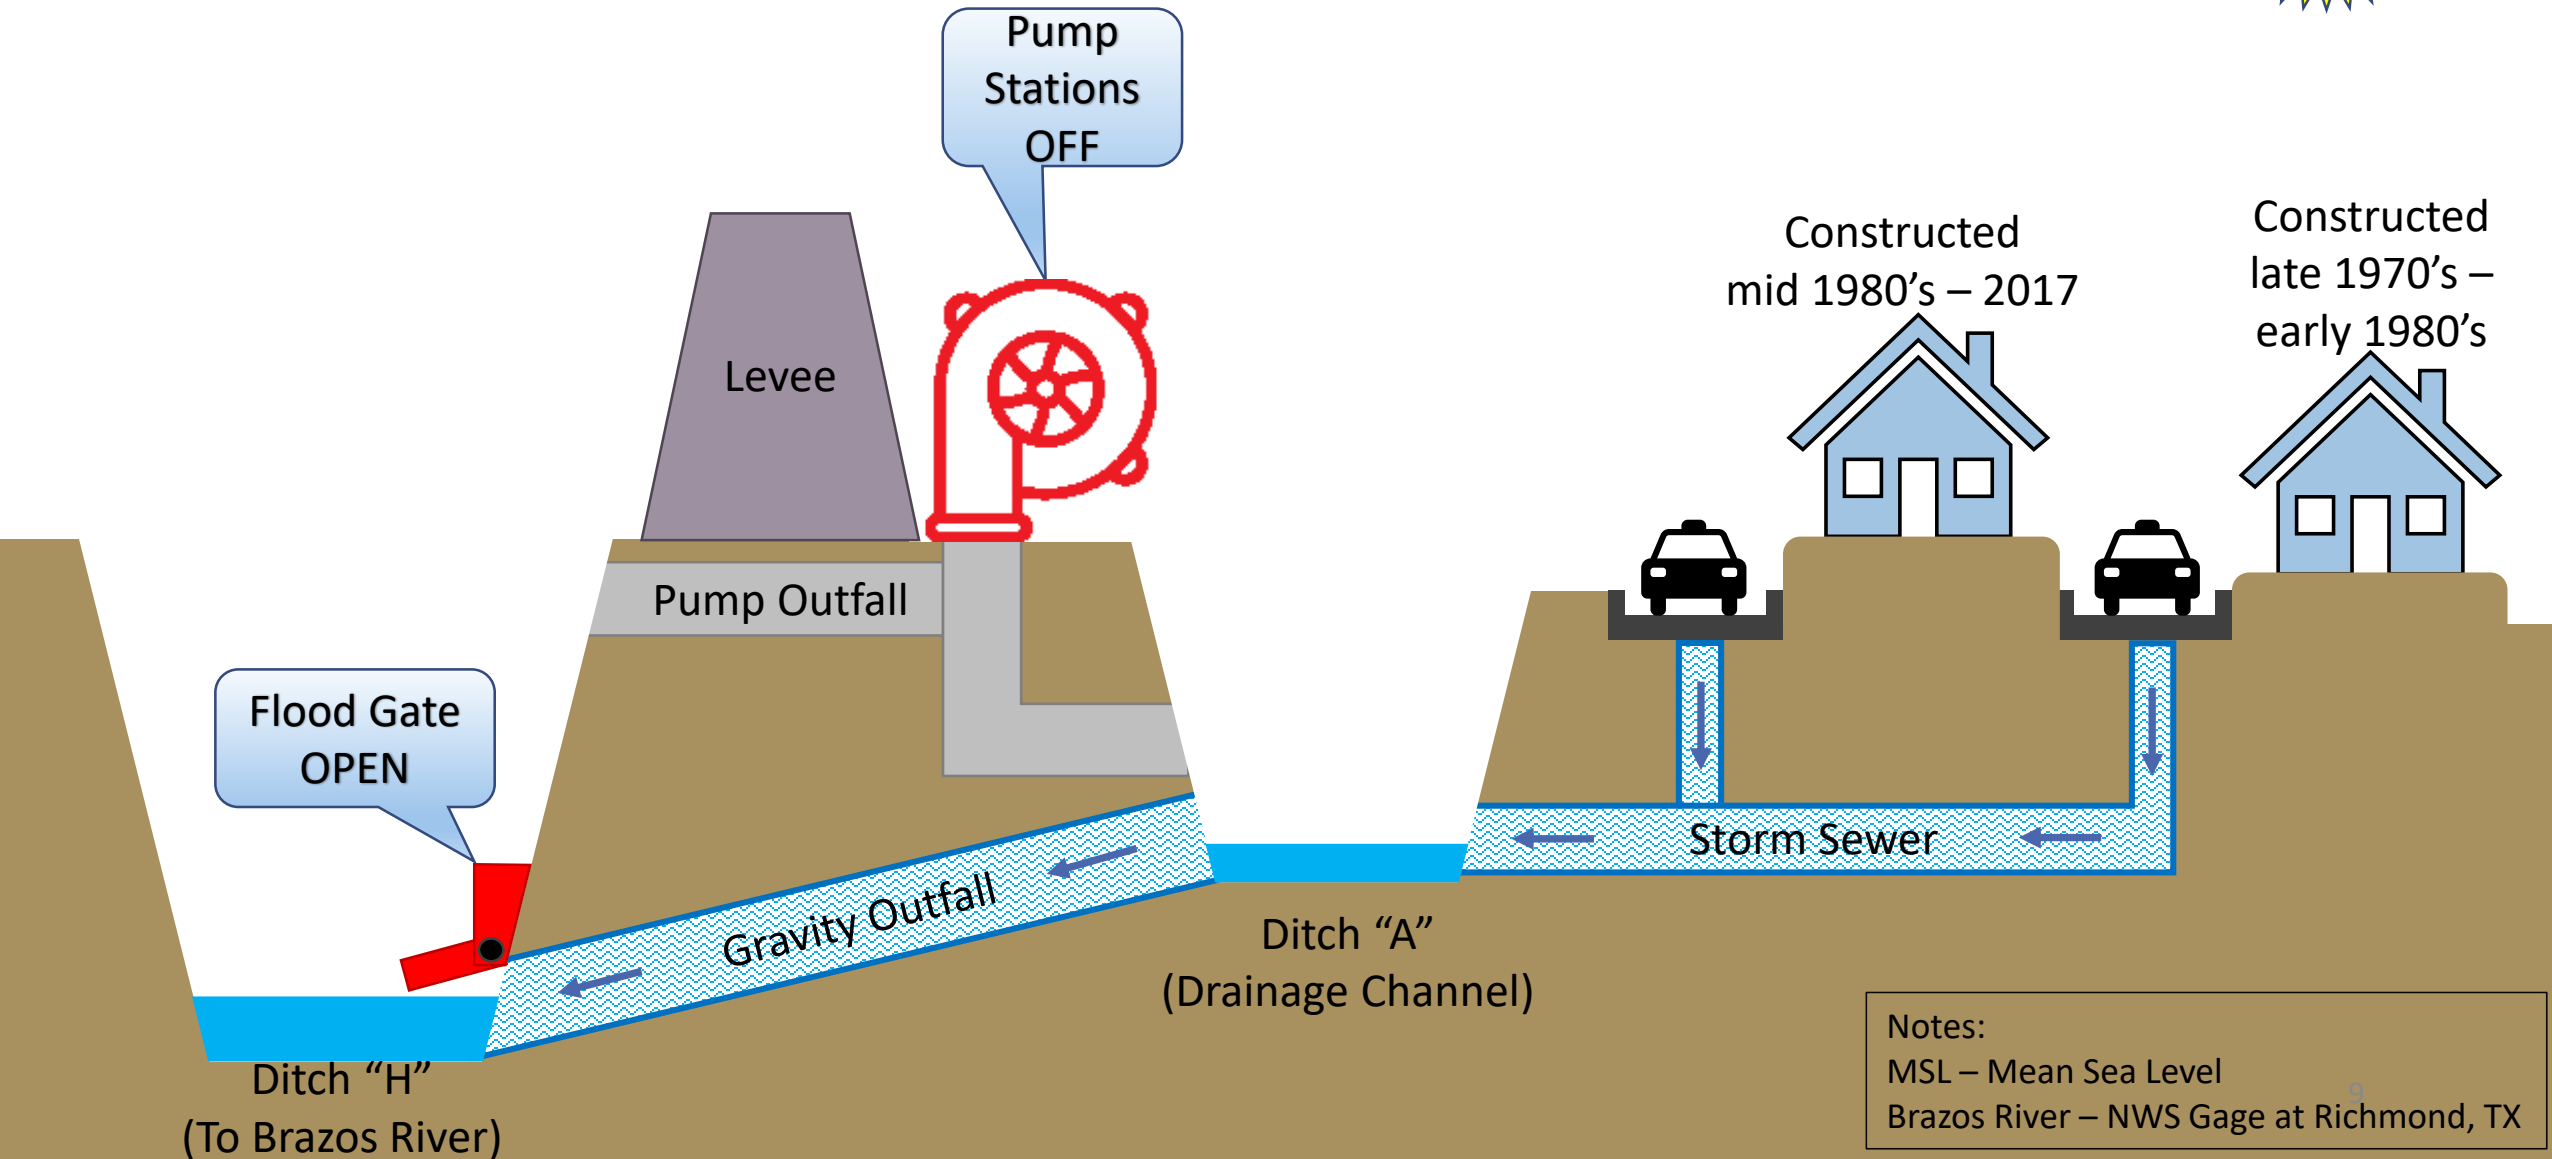 Pump
Stations
OFF
Constructed
mid 1980’s – 2017
Constructed
late 1970’s –
early 1980’s
Levee
Pump Outfall
Flood Gate
OPEN
Storm Sewer
Gravity Outfall
Ditch “A”
(Drainage Channel)
Ditch “H”
(To Brazos River)
Notes:
MSL – Mean Sea Level
Brazos River – NWS Gage at Richmond, TX
9